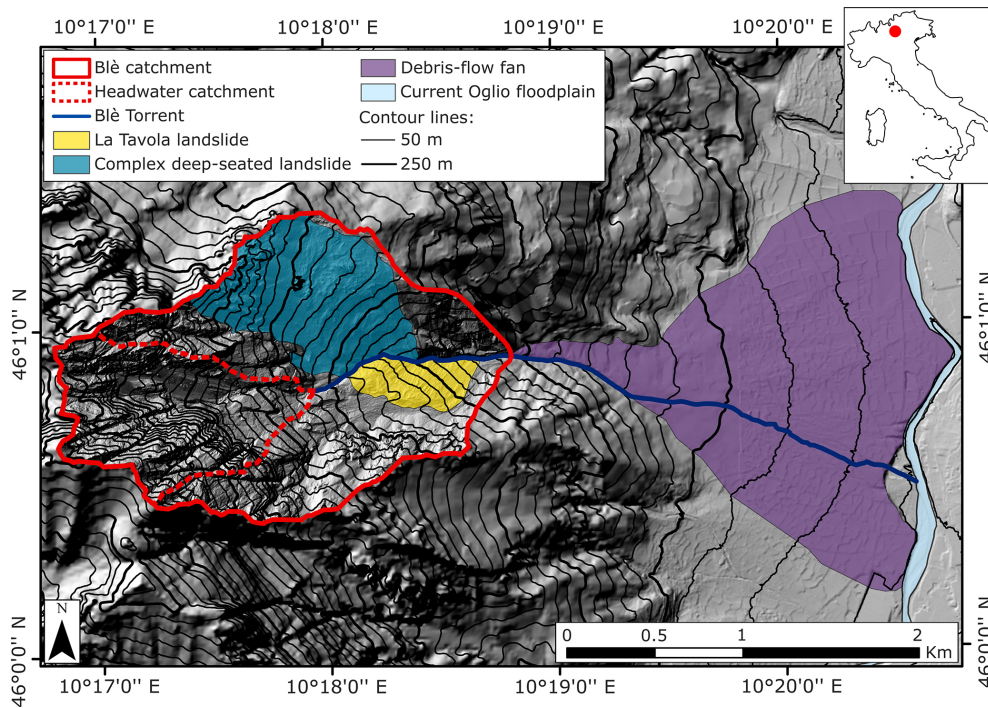 10°17'0'' E 10°18'0'' E 10°19'0'' E 10°20'0'' E
Blè catchment
Headwater catchment
Blè Torrent
La Tavola landslide
Complex deep-seated landslide
Debris-flow fan
Current Oglio floodplain
Contour lines:
50 m
250 m
46°1'0'' N
46°1'0'' N
N
0 0.5 1 2
Km
46°0'0'' N
46°0'0'' N
10°17'0'' E 10°18'0'' E 10°19'0'' E 10°20'0'' E